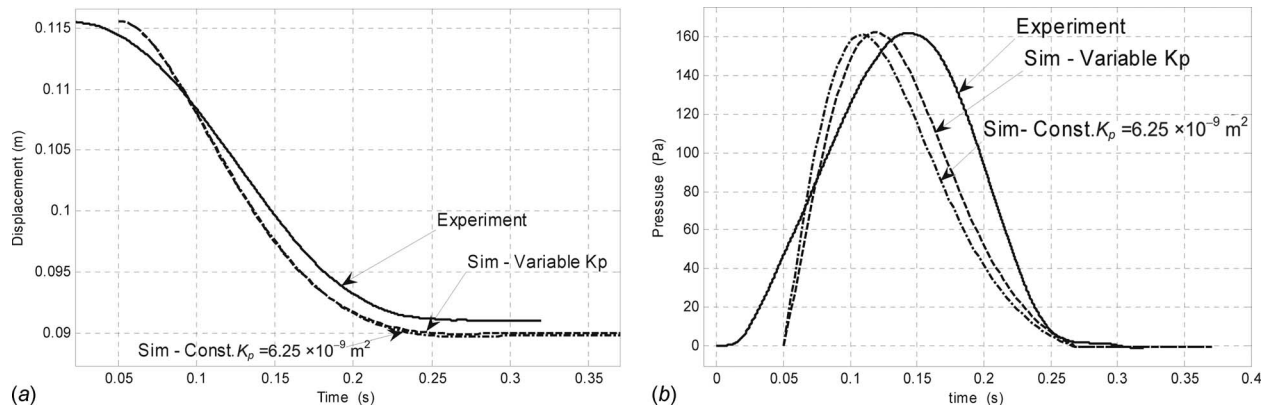 0.115
0.11
0.105
0.1
0.095
0.09
Displacement (m)
0.05 0.1 0.15 0.2 0.25 0.3 0.35
Time (s)
Experiment
Sim - Variable Kp
Sim - Const. Kp =6.25 ×10⁻⁹ m²
(a)
160
140
120
100
80
60
40
20
0
Pressuse (Pa)
0 0.05 0.1 0.15 0.2 0.25 0.3 0.35 0.4
time (s)
Experiment
Sim - Variable Kp
Sim- Const. Kp =6.25 ×10⁻⁹ m²
(b)